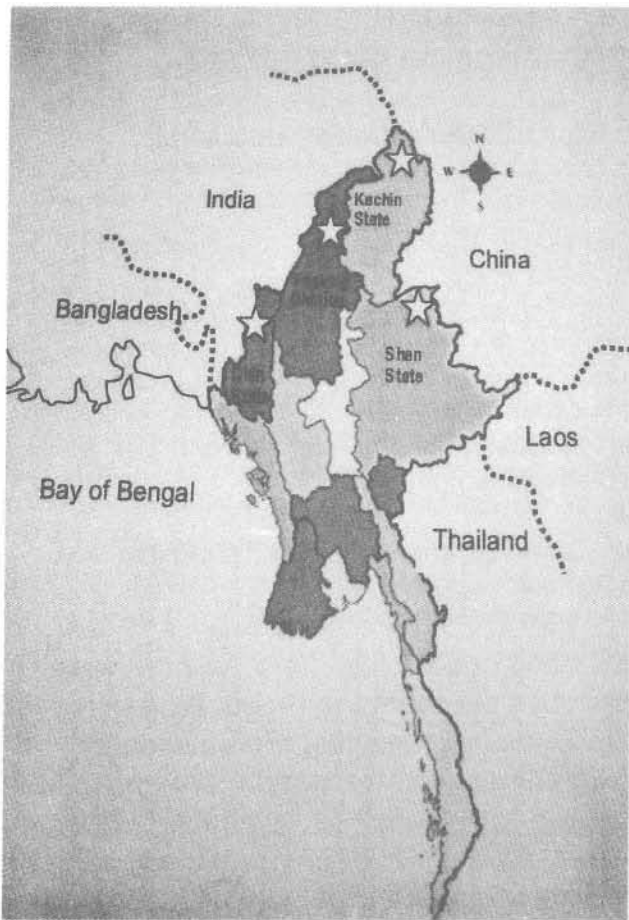 N
W E
S
India
Kachin
State
China
Bangladesh
Shan
State
Laos
Bay of Bengal
Thailand